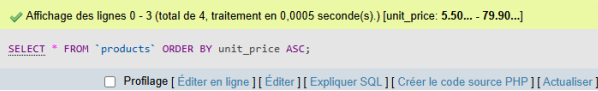 Affichage des lignes 0 - 3 (total de 4, traitement en 0,0005 seconde(s).) [unit_price: 5.50... - 79.90...]
SELECT * FROM `products` ORDER BY unit_price ASC;
Profilage [ Éditer en ligne ] [ Éditer ] [ Expliquer SQL ] [ Créer le code source PHP ] [ Actualiser ]